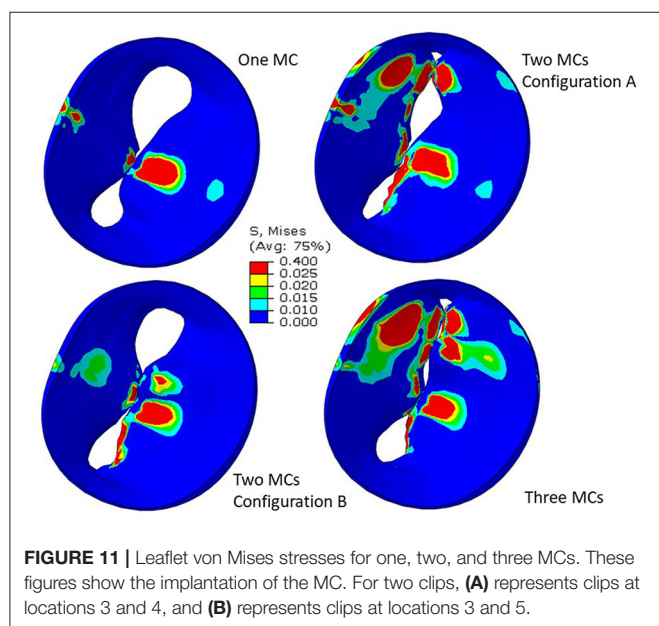 One MC
Two MCs
Configuration A
S, Mises
(Avg: 75%)
0.400
0.025
0.020
0.015
0.010
0.000
Two MCs
Configuration B
Three MCs
FIGURE 11 | Leaflet von Mises stresses for one, two, and three MCs. These
figures show the implantation of the MC. For two clips, (A) represents clips at
locations 3 and 4, and (B) represents clips at locations 3 and 5.